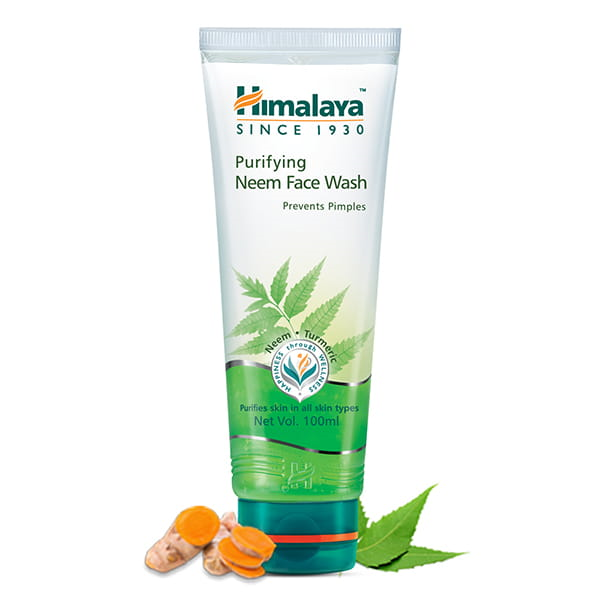 Himalaya™
SINCE 1930
Purifying
Neem Face Wash
Prevents Pimples
Neem • Turmeric
HAPPINESS through WELLNESS
Purifies skin in all skin types
Net Vol. 100ml
H